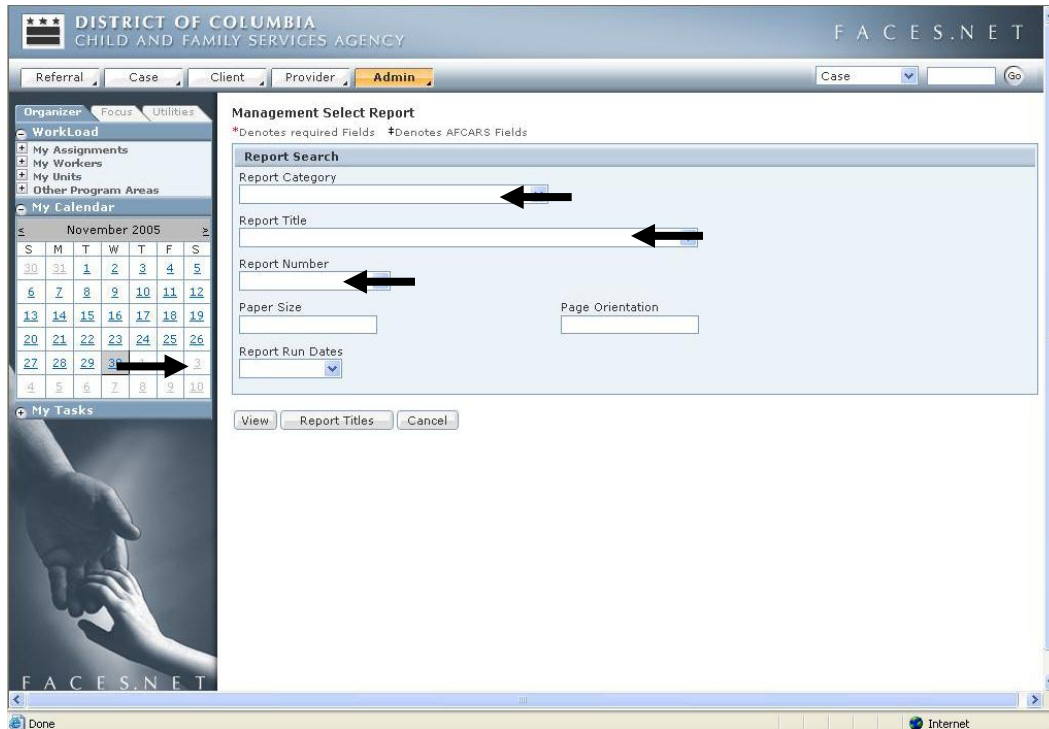 DISTRICT OF COLUMBIA
CHILD AND FAMILY SERVICES AGENCY
FACES.NET
Referral Case Client Provider Admin Case Go
Organizer Focus Utilities
WorkLoad
My Assignments
My Workers
My Units
Other Program Areas
My Calendar
< November 2005 >
S M T W T F S
30 31 1 2 3 4 5
6 7 8 9 10 11 12
13 14 15 16 17 18 19
20 21 22 23 24 25 26
27 28 29 30 1 3
4 5 6 7 8 9 10
My Tasks
FACES.NET
Management Select Report
*Denotes required Fields ‡Denotes AFCARS Fields
Report Search
Report Category
Report Title
Report Number
Paper Size Page Orientation
Report Run Dates
View Report Titles Cancel
Done Internet